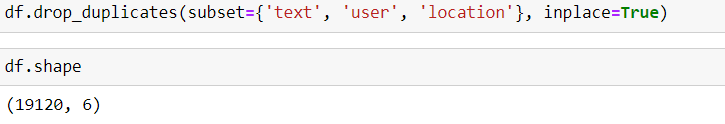 df.drop_duplicates(subset={'text', 'user', 'location'}, inplace=True)
df.shape
(19120, 6)